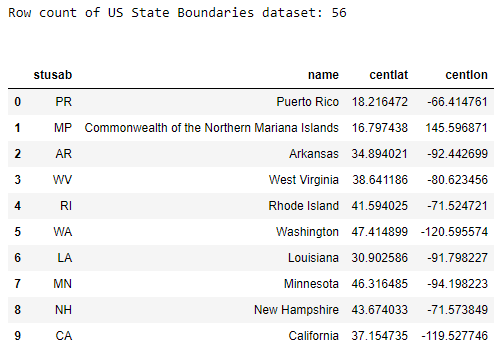 Row count of US State Boundaries dataset: 56
stusab name centlat centlon
0 PR Puerto Rico 18.216472 -66.414761
1 MP Commonwealth of the Northern Mariana Islands 16.797438 145.596871
2 AR Arkansas 34.894021 -92.442699
3 WV West Virginia 38.641186 -80.623456
4 RI Rhode Island 41.594025 -71.524721
5 WA Washington 47.414899 -120.595574
6 LA Louisiana 30.902586 -91.798227
7 MN Minnesota 46.316485 -94.198223
8 NH New Hampshire 43.674033 -71.573849
9 CA California 37.154735 -119.527746